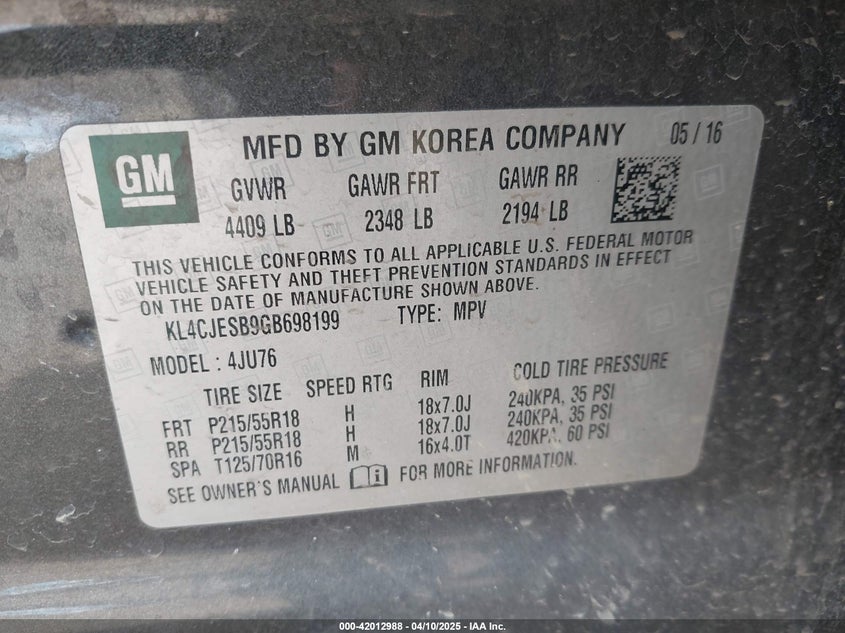 GM
MFD BY GM KOREA COMPANY 05 / 16
GVWR GAWR FRT GAWR RR
4409 LB 2348 LB 2194 LB
THIS VEHICLE CONFORMS TO ALL APPLICABLE U.S. FEDERAL MOTOR
VEHICLE SAFETY AND THEFT PREVENTION STANDARDS IN EFFECT
ON THE DATE OF MANUFACTURE SHOWN ABOVE.
KL4CJESB9GB698199 TYPE: MPV
MODEL : 4JU76
TIRE SIZE SPEED RTG RIM COLD TIRE PRESSURE
FRT P215/55R18 H 18x7.0J 240KPA, 35 PSI
RR P215/55R18 H 18x7.0J 240KPA, 35 PSI
SPA T125/70R16 M 16x4.0T 420KPA, 60 PSI
SEE OWNER'S MANUAL FOR MORE INFORMATION.
000-42012988 - 04/10/2025 - IAA Inc.